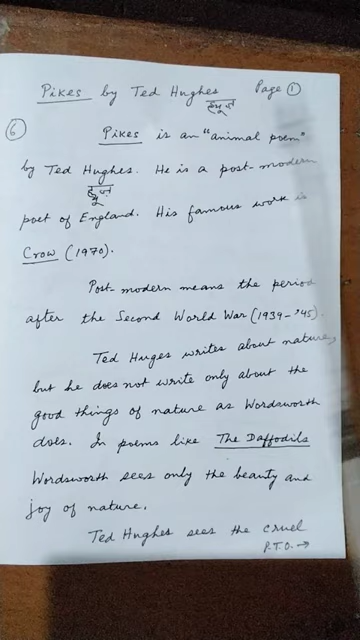 Pikes by Ted Hughes Page ①
ह्यूज़
⑥ Pikes is an "animal poem"
by Ted Hughes. He is a post-modern
ह्यूज़
poet of England. His famous work is
Crow (1970).
Post-modern means the period
after the Second World War (1939-'45).
Ted Huges writes about nature,
but he does not write only about the
good things of nature as Wordsworth
does. In poems like The Daffodils
Wordsworth sees only the beauty and
joy of nature.
Ted Hughes sees the cruel
P.T.O. →